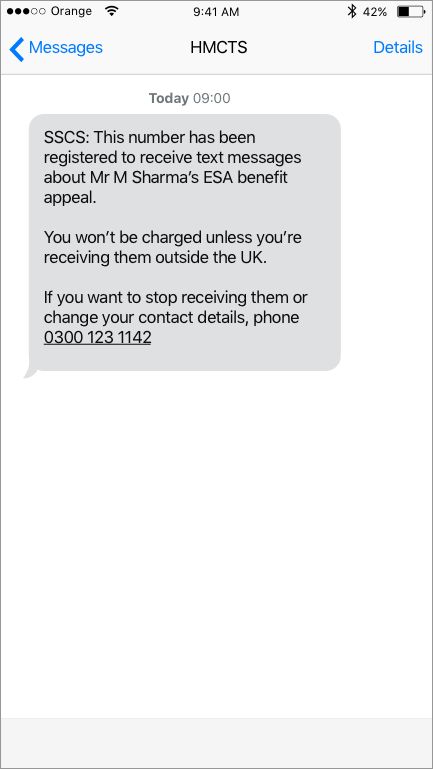 Orange 9:41 AM 42%
Messages HMCTS Details
Today 09:00
SSCS: This number has been
registered to receive text messages
about Mr M Sharma’s ESA benefit
appeal.
You won’t be charged unless you’re
receiving them outside the UK.
If you want to stop receiving them or
change your contact details, phone
0300 123 1142